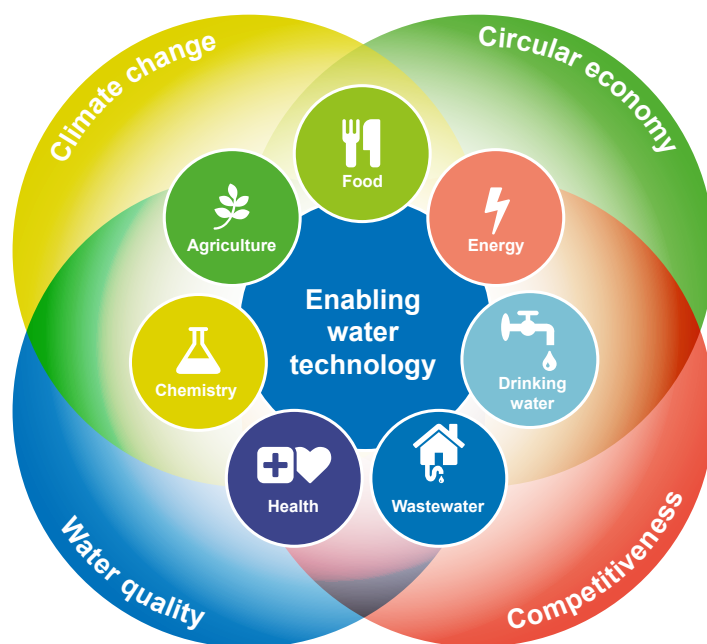 Climate change
Circular economy
Food
Agriculture
Energy
Enabling
water
technology
Chemistry
Drinking
water
Health
Wastewater
Water quality
Competitiveness